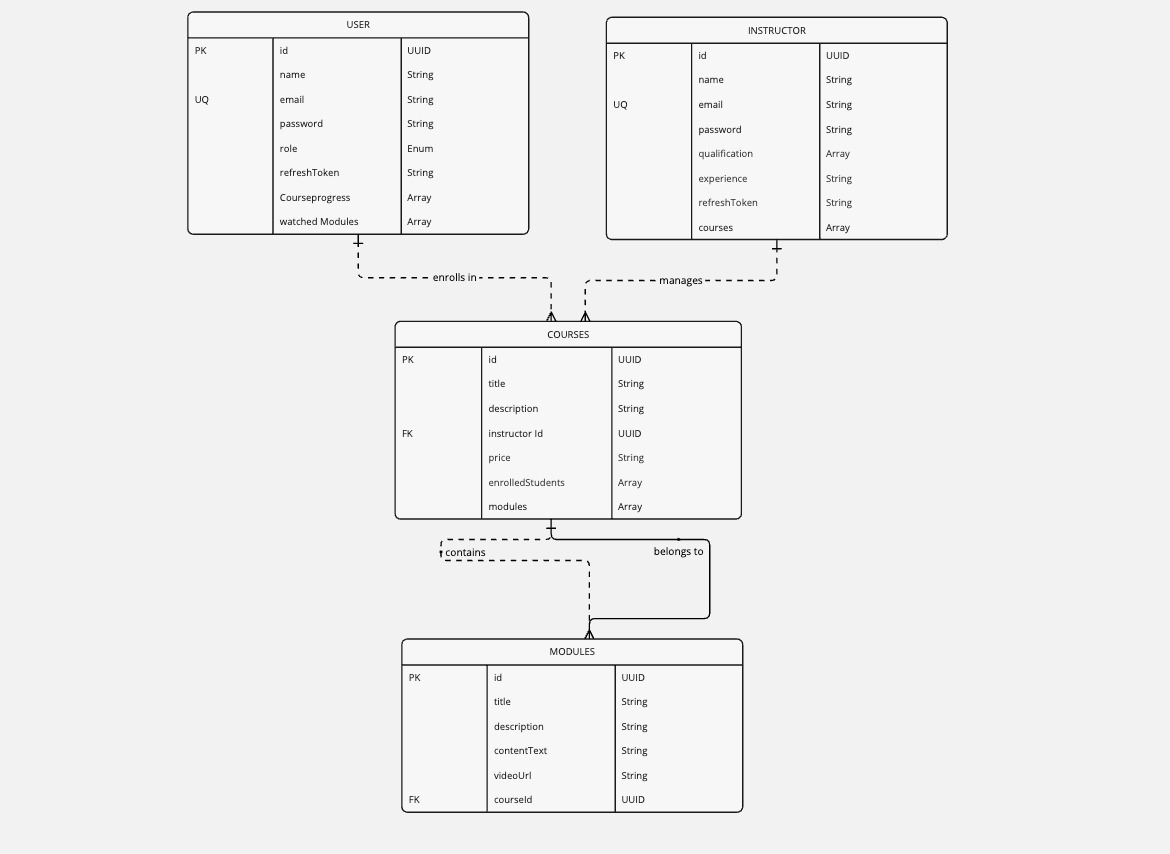 USER
PK id UUID
name String
UQ email String
password String
role Enum
refreshToken String
Courseprogress Array
watched Modules Array
INSTRUCTOR
PK id UUID
name String
UQ email String
password String
qualification Array
experience String
refreshToken String
courses Array
enrolls in
manages
COURSES
PK id UUID
title String
description String
FK instructor Id UUID
price String
enrolledStudents Array
modules Array
contains
belongs to
MODULES
PK id UUID
title String
description String
contentText String
videoUrl String
FK courseId UUID